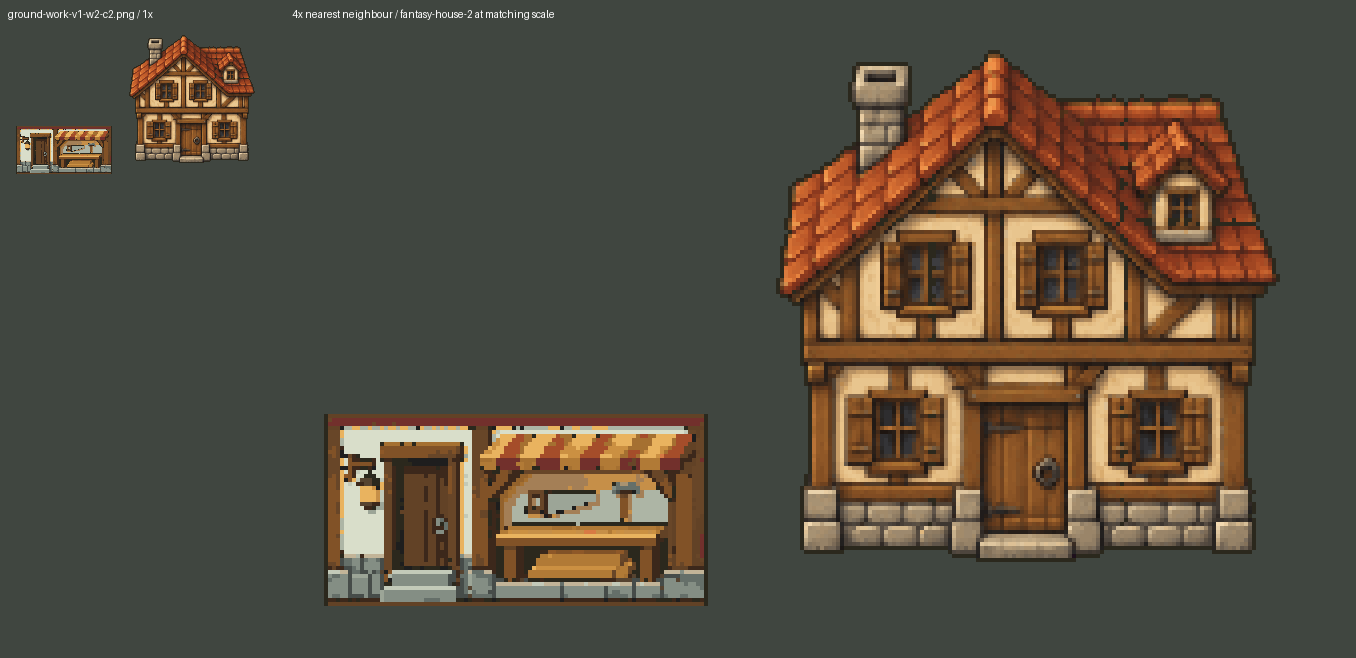 ground-work-v1-w2-c2.png / 1x
4x nearest neighbour / fantasy-house-2 at matching scale